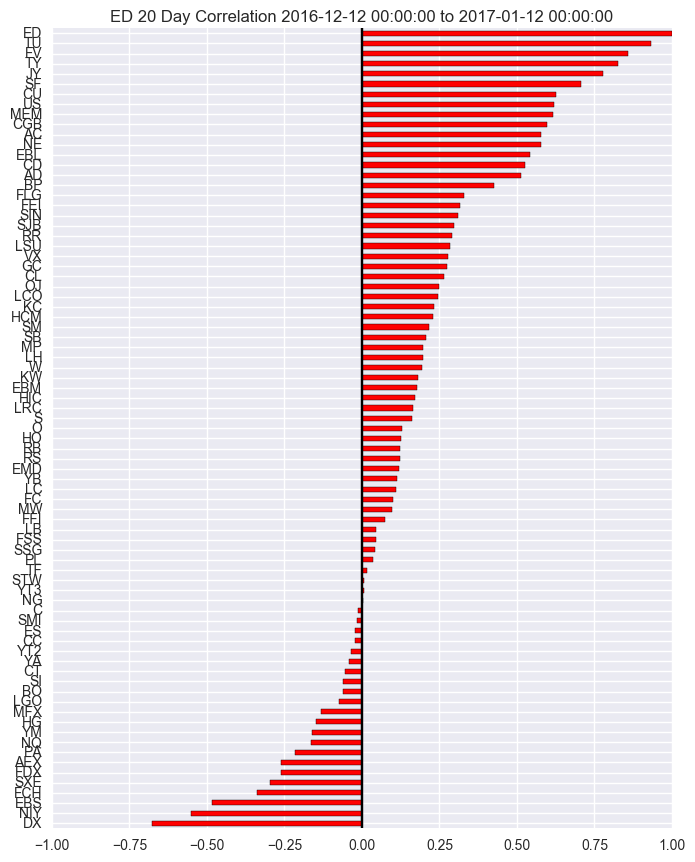 ED 20 Day Correlation 2016-12-12 00:00:00 to 2017-01-12 00:00:00
ED
TU
FV
TY
JY
SF
CU
US
MEM
CGB
AC
NE
EBL
CD
AD
BP
FLG
FEI
SIN
SJB
RR
LSU
VX
GC
CL
OJ
LCO
KC
HCM
SM
SB
MP
LH
W
KW
EBM
HIC
LRC
S
O
HO
RB
RS
EMD
YB
LC
FC
MW
FFI
LB
FSS
SSG
PL
TF
STW
YT3
NG
C
SMI
ES
CC
YT2
YA
CT
SI
BO
LGO
MFX
HG
YM
NQ
PA
AEX
FDX
SXE
FCH
EBS
NIY
DX
−1.00 −0.75 −0.50 −0.25 0.00 0.25 0.50 0.75 1.00